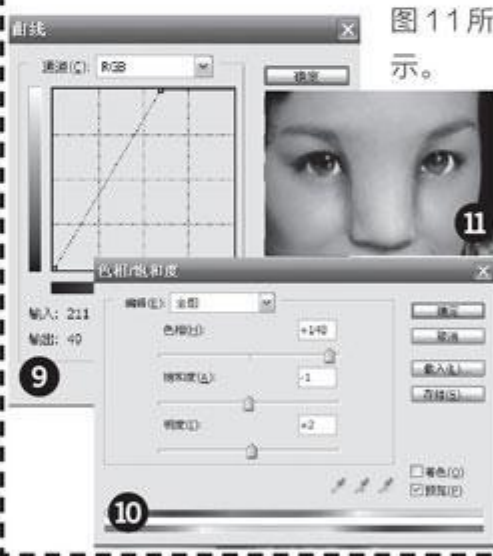 图11所
示。
曲线
通道(C): RGB
确定
输入: 211
输出: 40
9
11
色相/饱和度
编辑(E): 全图
色相(H): +140
饱和度(A): -1
明度(I): +2
确定
取消
载入(L)...
存储(S)...
着色(O)
预览(P)
10